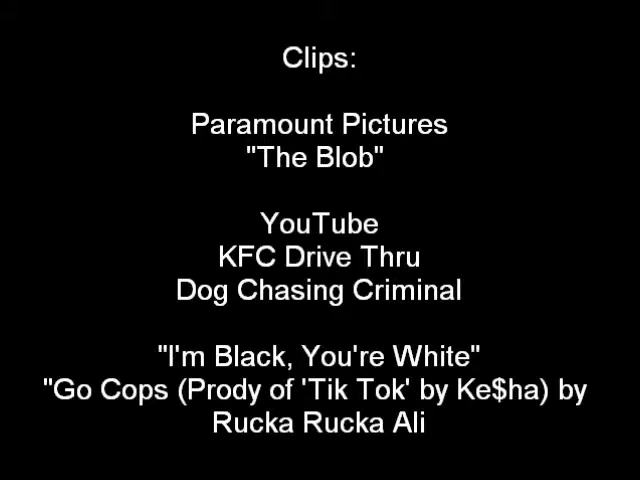 Clips:
Paramount Pictures
"The Blob"
YouTube
KFC Drive Thru
Dog Chasing Criminal
"I'm Black, You're White"
"Go Cops (Prody of 'Tik Tok' by Ke$ha) by
Rucka Rucka Ali